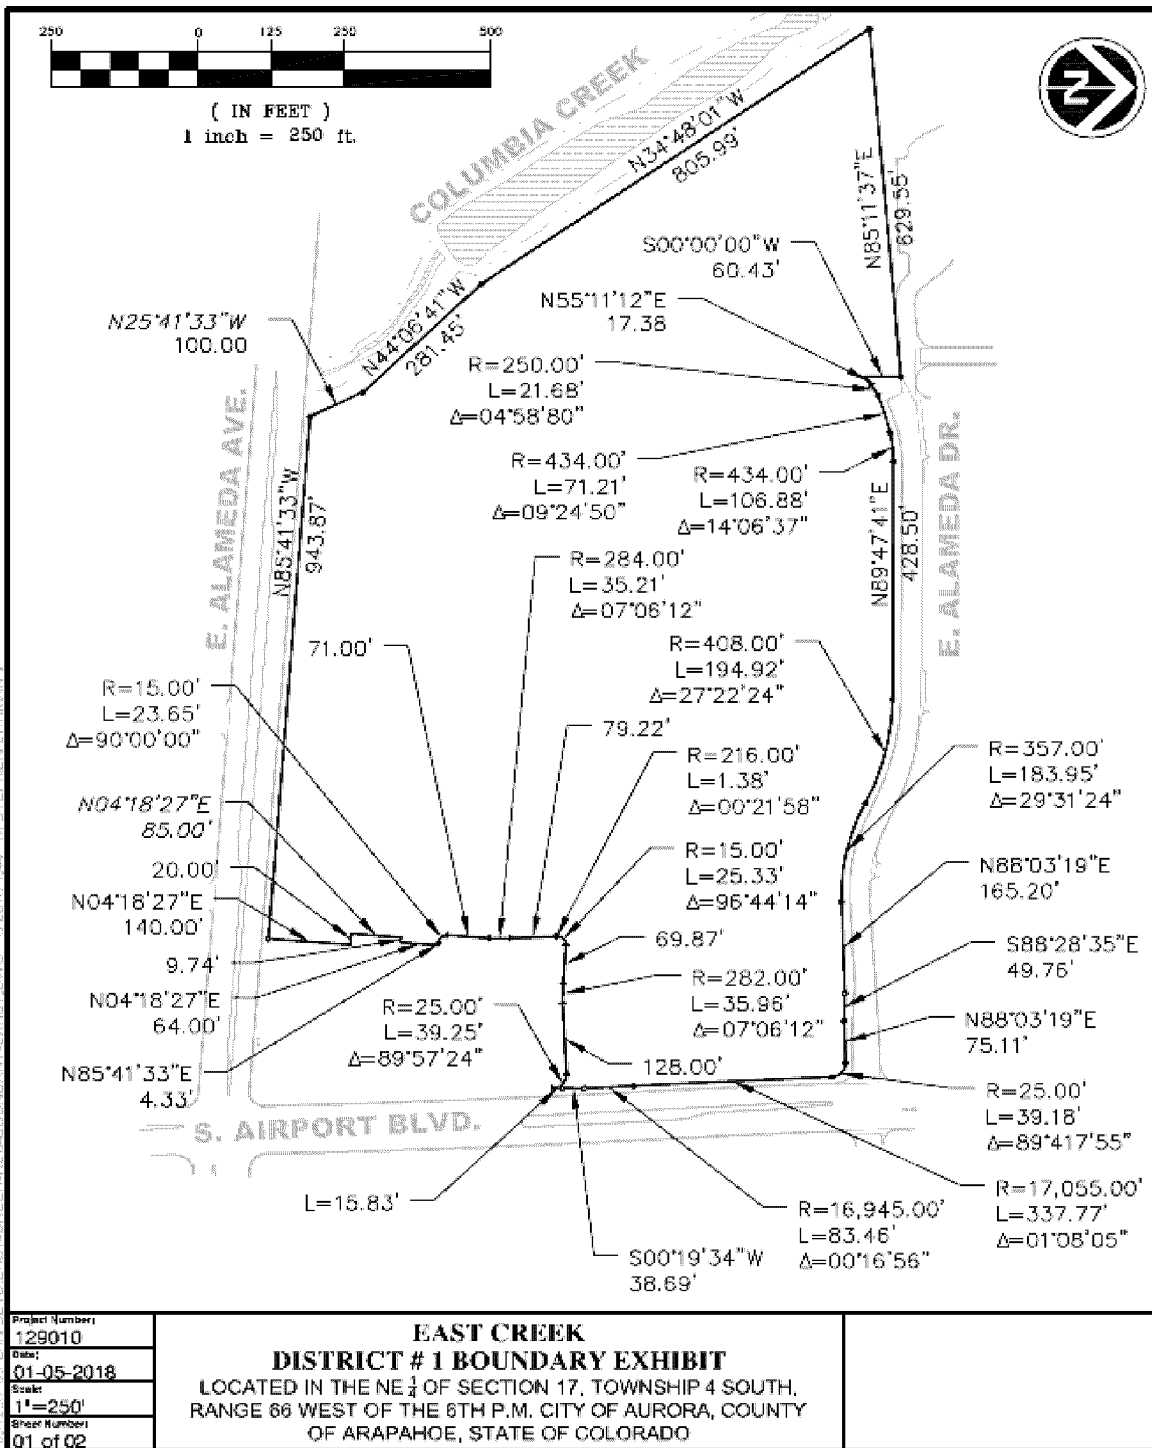 250 0 125 250 500
( IN FEET )
1 inch = 250 ft.
COLUMBIA CREEK
N
N34°48'01"W
805.99'
N85°11'37"E
629.55'
S00°00'00"W
60.43'
N55°11'12"E
17.38
N25°41'33"W
100.00
N44°06'41"W
281.45'
R=250.00'
L=21.68'
Δ=04°58'80"
R=434.00'
L=71.21'
Δ=09°24'50"
R=434.00'
L=106.88'
Δ=14°06'37"
E. ALAMEDA AVE.
N85°41'33"W
943.87'
N89°47'41"E
428.50'
E. ALAMEDA DR.
R=284.00'
L=35.21'
Δ=07°06'12"
71.00'
R=408.00'
L=194.92'
Δ=27°22'24"
R=15.00'
L=23.65'
Δ=90°00'00"
79.22'
R=216.00'
L=1.38'
Δ=00°21'58"
R=357.00'
L=183.95'
Δ=29°31'24"
N04°18'27"E
85.00'
20.00'
R=15.00'
L=25.33'
Δ=96°44'14"
N88°03'19"E
165.20'
N04°18'27"E
140.00'
9.74'
69.87'
S88°28'35"E
49.76'
N04°18'27"E
64.00'
R=25.00'
L=39.25'
Δ=89°57'24"
R=282.00'
L=35.96'
Δ=07°06'12"
N88°03'19"E
75.11'
N85°41'33"E
4.33'
128.00'
R=25.00'
L=39.18'
Δ=89°417'55"
S. AIRPORT BLVD.
L=15.83'
S00°19'34"W
38.69'
R=16,945.00'
L=83.46'
Δ=00°16'56"
R=17,055.00'
L=337.77'
Δ=01°08'05"
Project Number:
129010
Date:
01-05-2018
Scale:
1"=250'
Sheet Number:
01 of 02
EAST CREEK
DISTRICT # 1 BOUNDARY EXHIBIT
LOCATED IN THE NE 1/4 OF SECTION 17, TOWNSHIP 4 SOUTH,
RANGE 66 WEST OF THE 6TH P.M. CITY OF AURORA, COUNTY
OF ARAPAHOE, STATE OF COLORADO